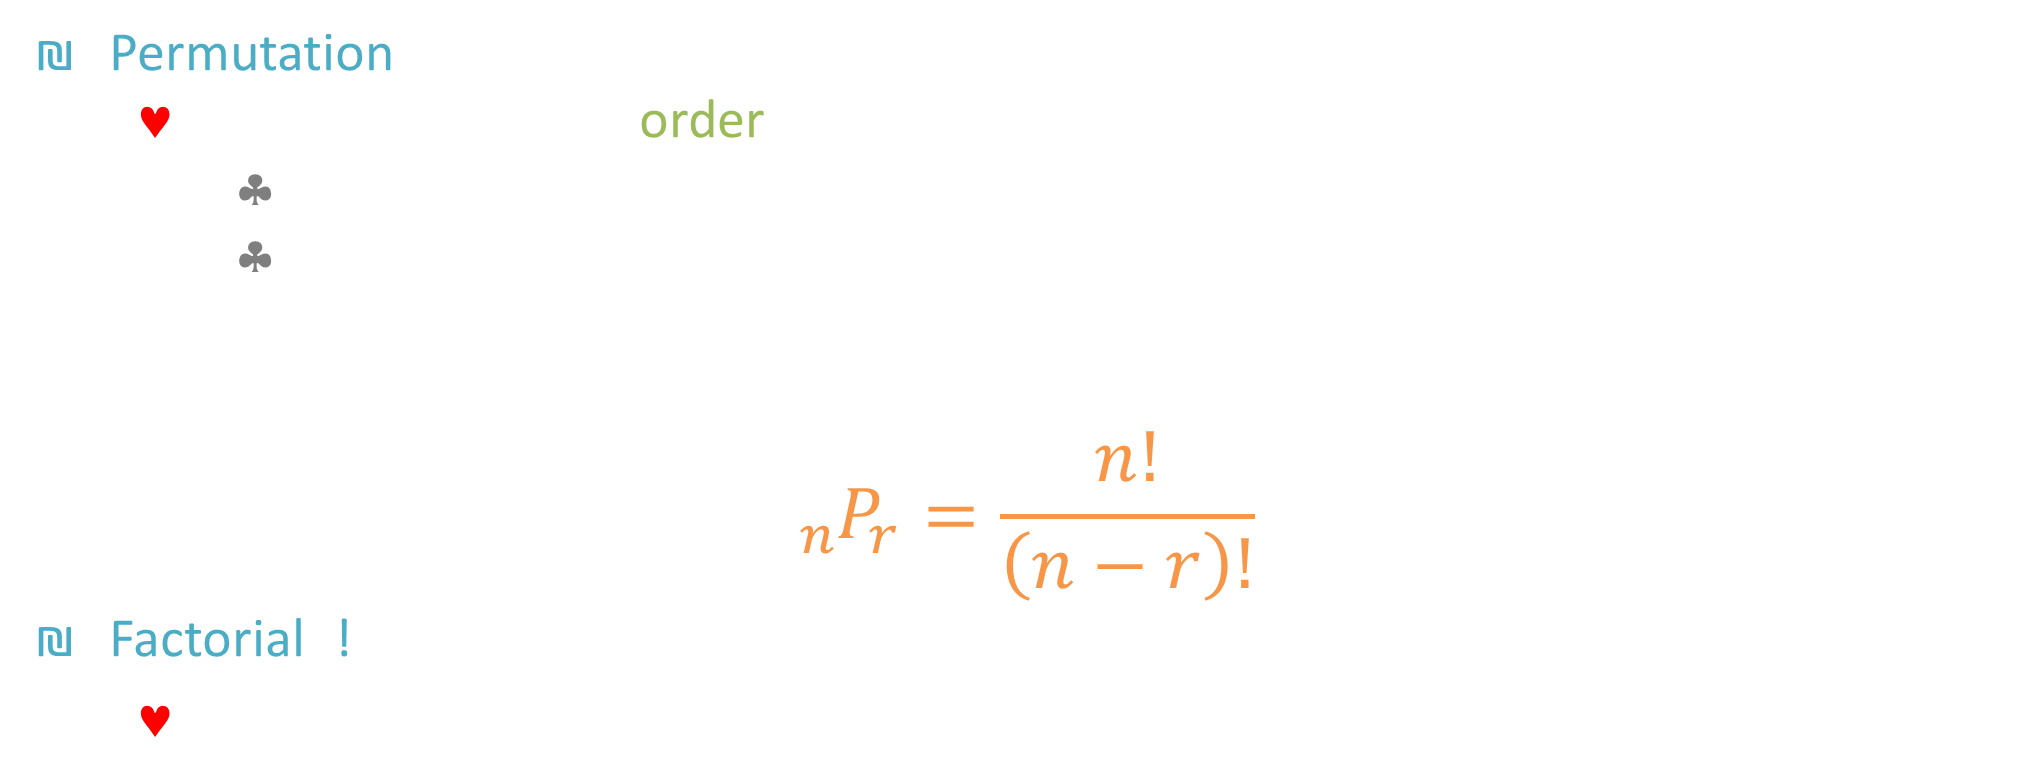 ₪ Permutation
♥ order
♣
♣
nPr = n! / (n − r)!
₪ Factorial !
♥